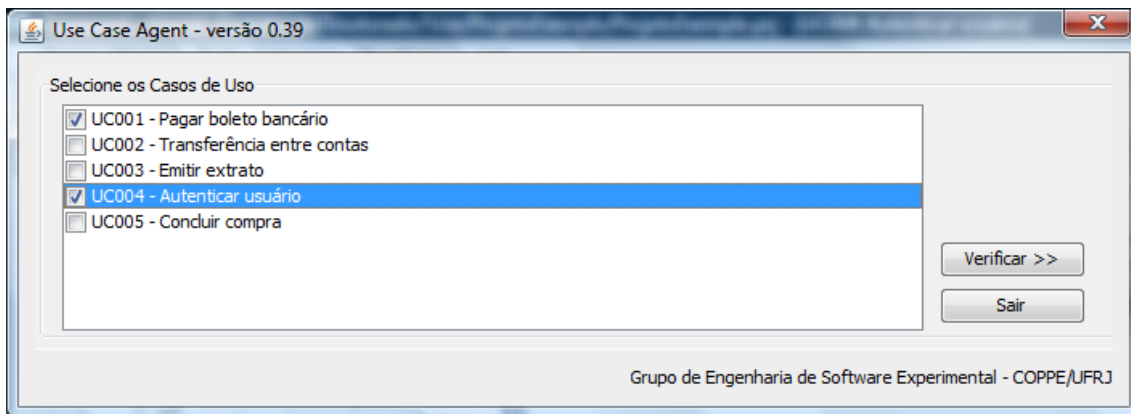 Use Case Agent - versão 0.39
Selecione os Casos de Uso
UC001 - Pagar boleto bancário
UC002 - Transferência entre contas
UC003 - Emitir extrato
UC004 - Autenticar usuário
UC005 - Concluir compra
Verificar >>
Sair
Grupo de Engenharia de Software Experimental - COPPE/UFRJ